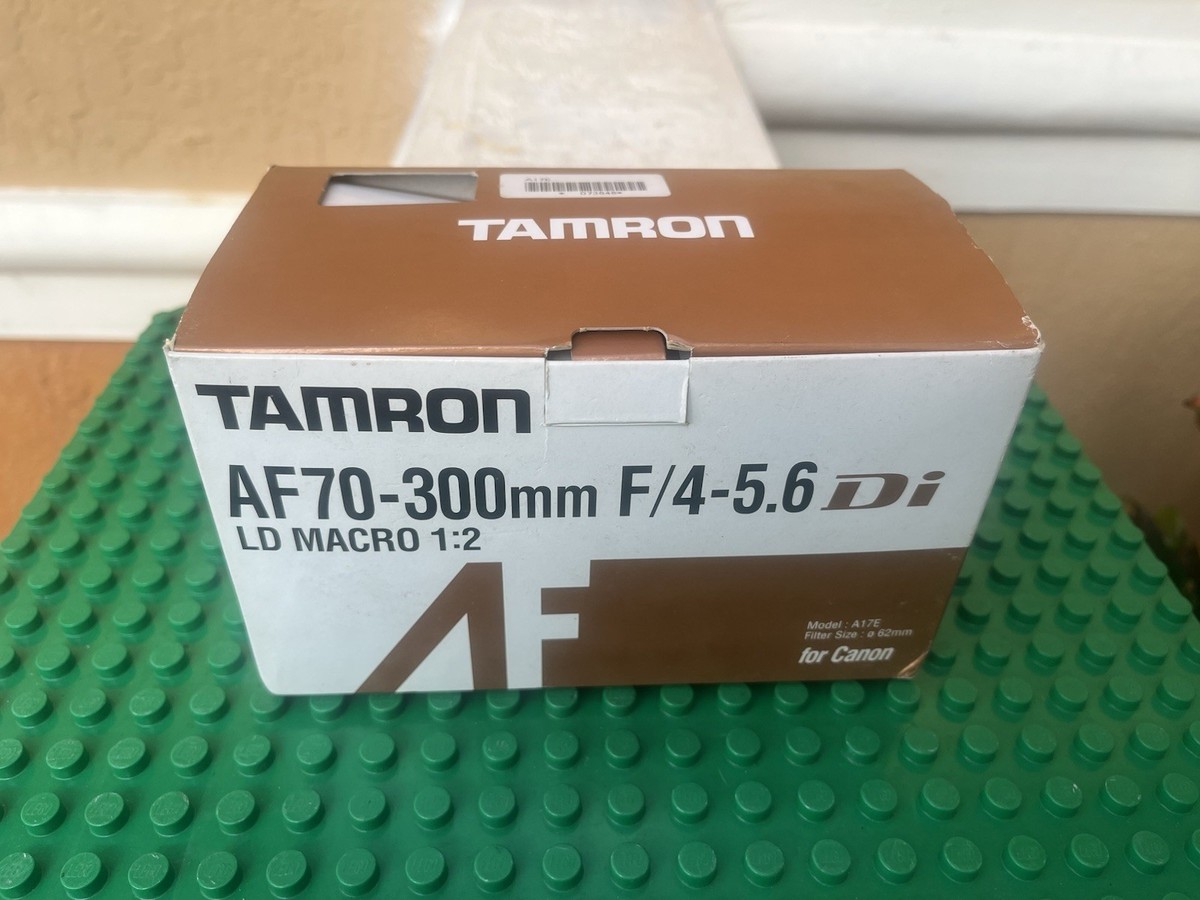 A17E
TAMRON
TAMRON
AF70-300mm F/4-5.6 Di
LD MACRO 1:2
AF
Model : A17E
Filter Size : ø 62mm
for Canon